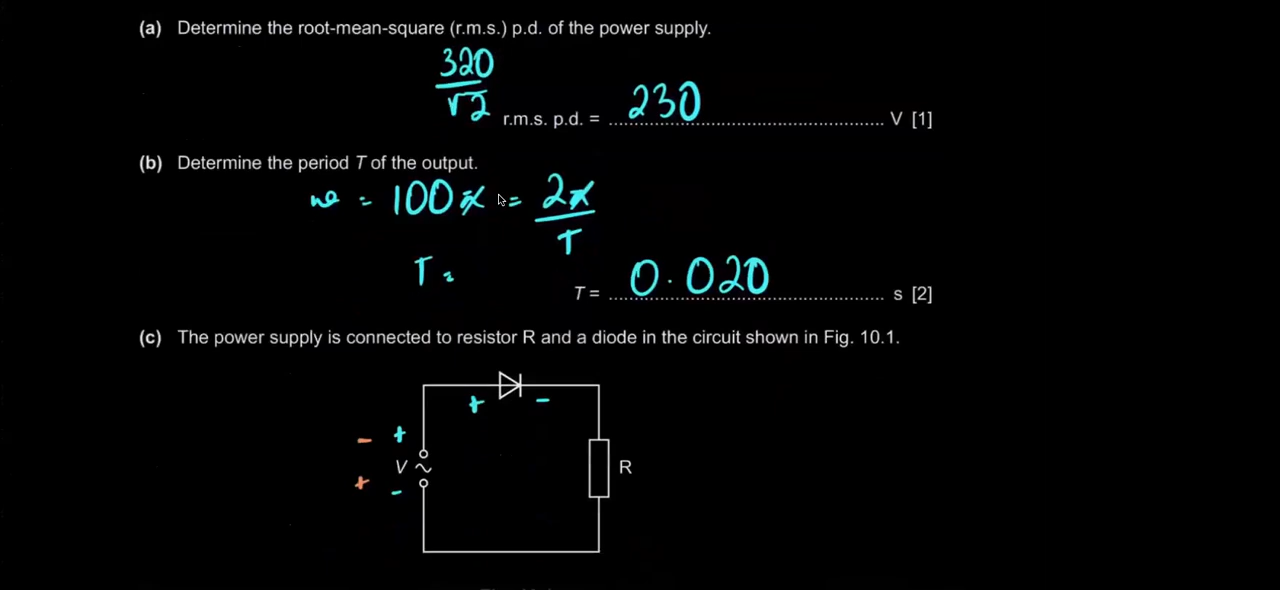 (a) Determine the root-mean-square (r.m.s.) p.d. of the power supply.
320
√2
r.m.s. p.d. = 230 V [1]
(b) Determine the period T of the output.
= 100π = 2π
T
T =
T = 0.020 s [2]
(c) The power supply is connected to resistor R and a diode in the circuit shown in Fig. 10.1.
+ -
- +
V ~ R
+ -